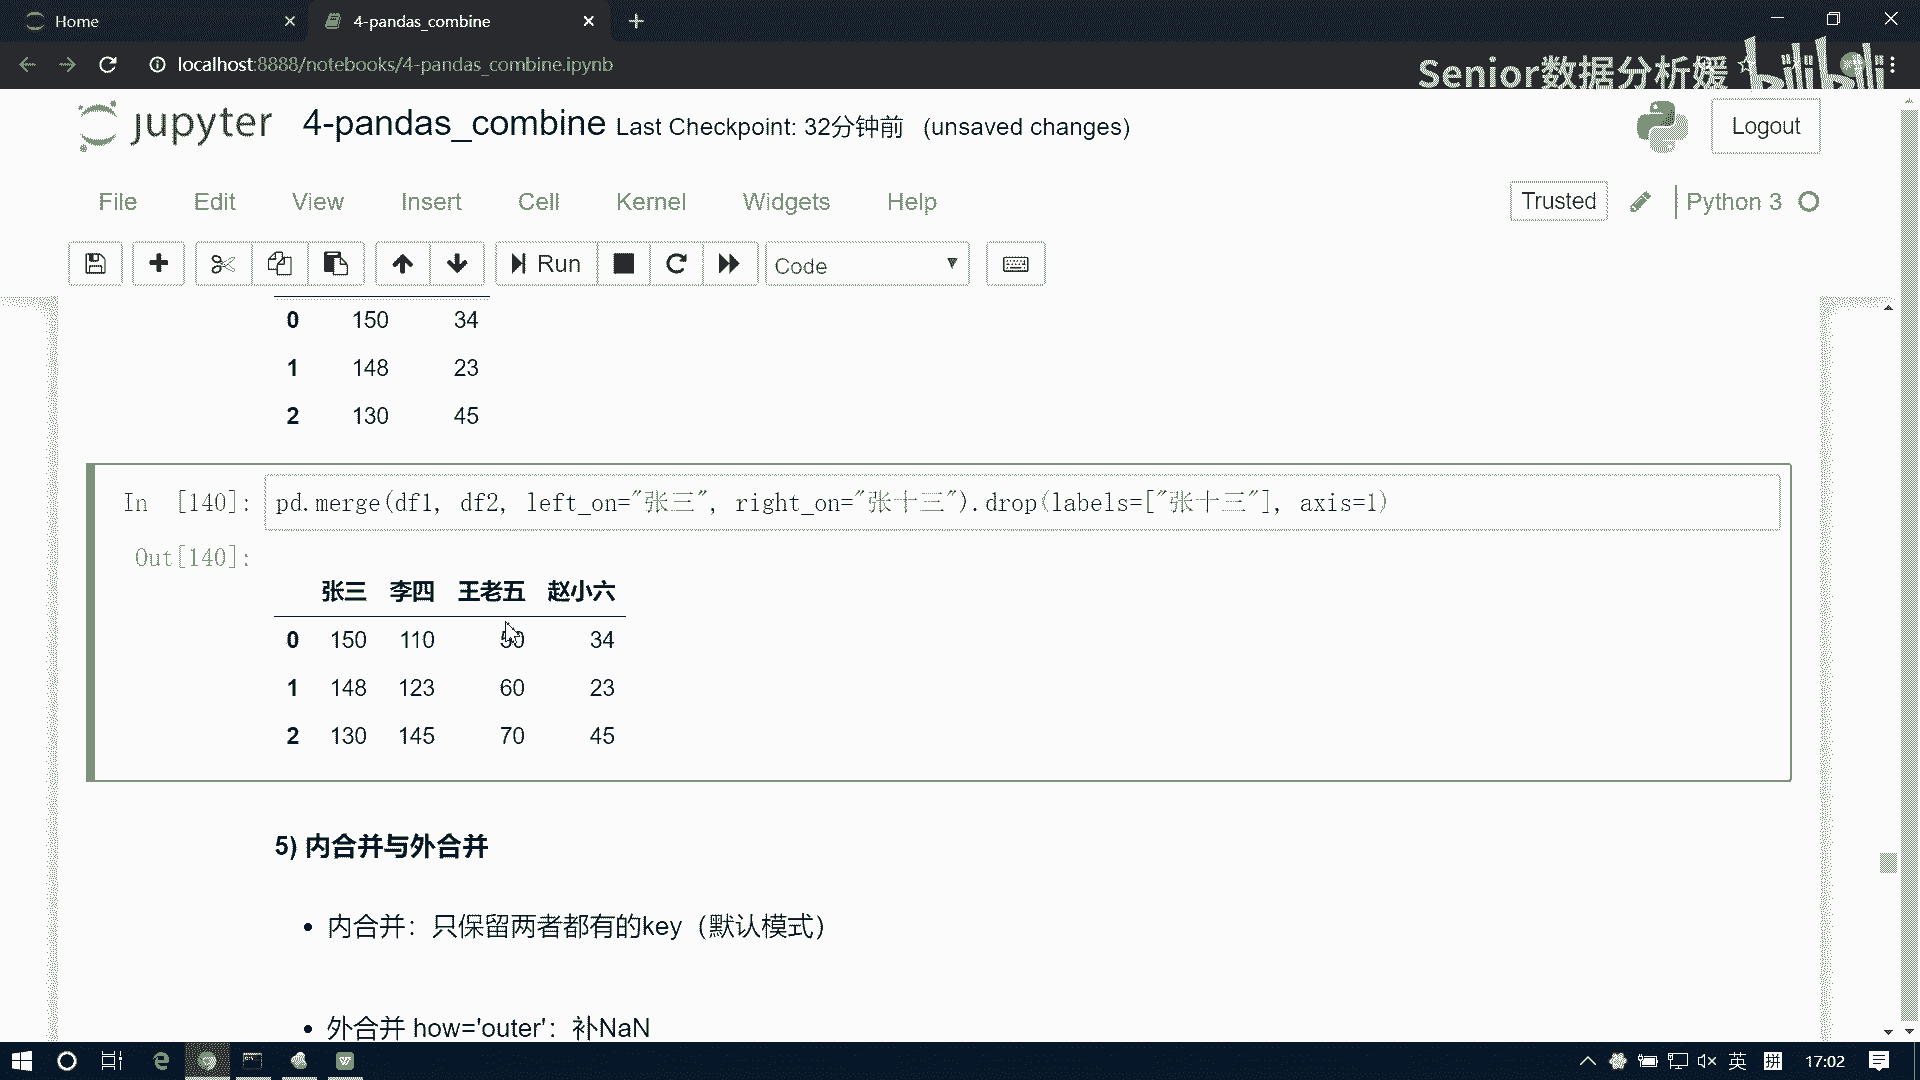 Home
4-pandas_combine
localhost:8888/notebooks/4-pandas_combine.ipynb
Senior数据分析媛 bilibili
jupyter 4-pandas_combine Last Checkpoint: 32分钟前 (unsaved changes)
Logout
File Edit View Insert Cell Kernel Widgets Help
Trusted
Python 3
Run
Code
0 150 34
1 148 23
2 130 45
In [140]: pd.merge(df1, df2, left_on="张三", right_on="张十三").drop(labels=["张十三"], axis=1)
Out[140]:
张三 李四 王老五 赵小六
0 150 110 34
1 148 123 60 23
2 130 145 70 45
5) 内合并与外合并
• 内合并：只保留两者都有的key（默认模式）
• 外合并 how='outer'：补NaN
英 拼 17:02